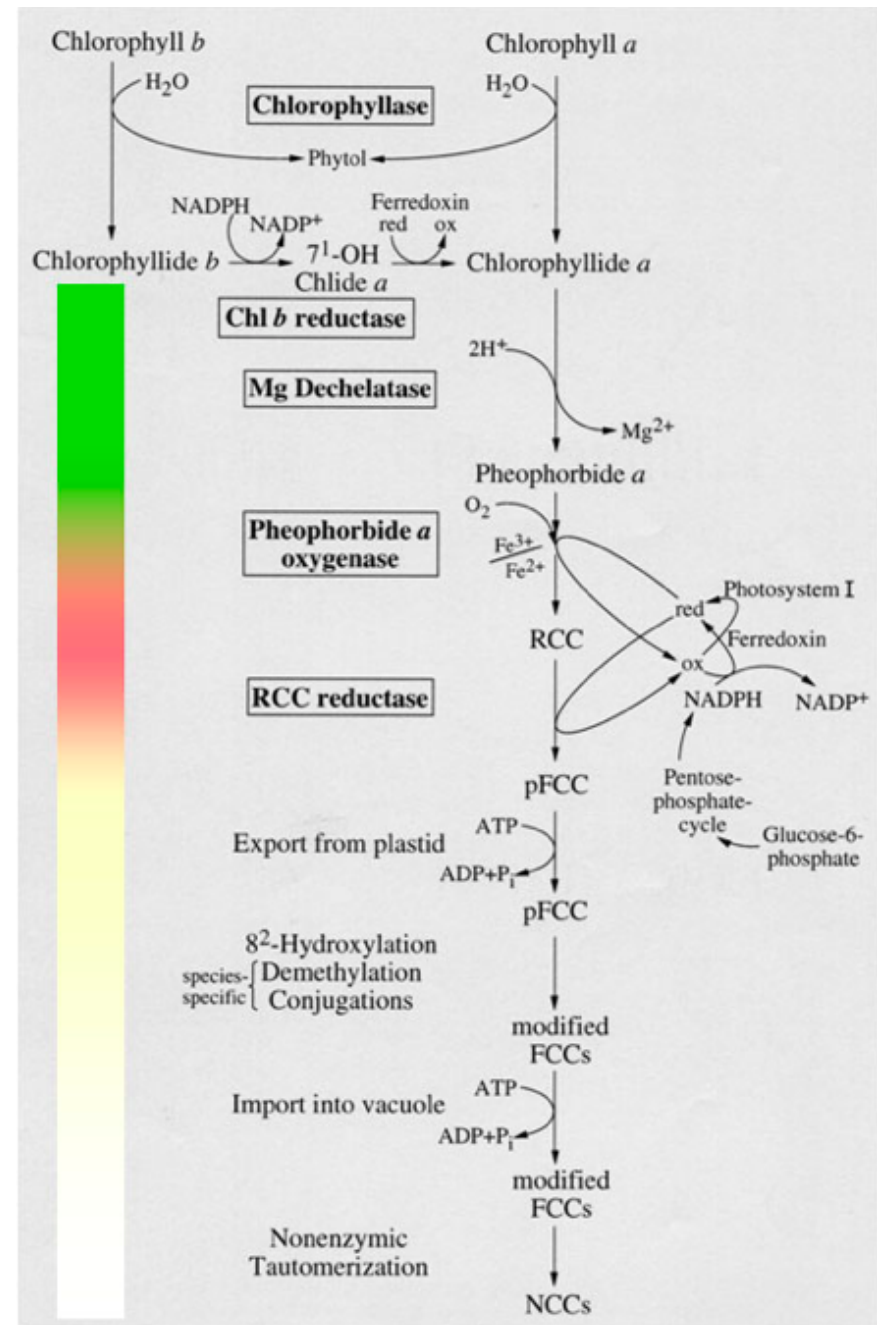 Chlorophyll b
Chlorophyll a
H2O
H2O
Chlorophyllase
Phytol
NADPH
NADP+
Ferredoxin
red ox
Chlorophyllide b
7¹-OH
Chlide a
Chlorophyllide a
Chl b reductase
2H+
Mg Dechelatase
Mg2+
Pheophorbide a
O2
Pheophorbide a
oxygenase
Fe3+
Fe2+
Photosystem I
red
RCC
Ferredoxin
ox
RCC reductase
NADPH
NADP+
pFCC
Pentose-
phosphate-
cycle
Glucose-6-
phosphate
ATP
Export from plastid
ADP+Pi
pFCC
8²-Hydroxylation
species-
specific
Demethylation
Conjugations
modified
FCCs
ATP
Import into vacuole
ADP+Pi
modified
FCCs
Nonenzymic
Tautomerization
NCCs